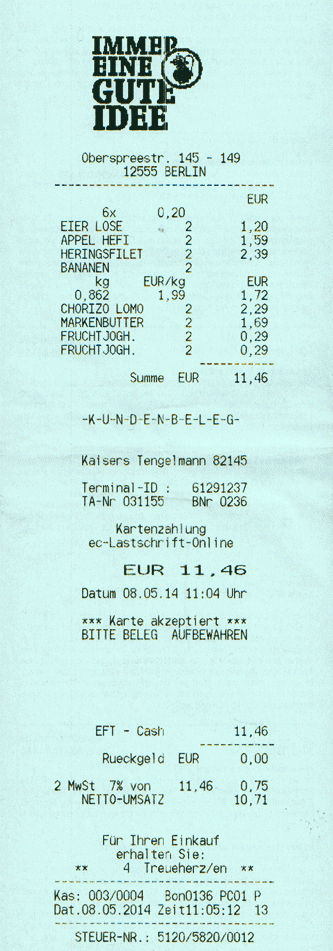 IMMER
EINE
GUTE
IDEE
Oberspreestr. 145 - 149
12555 BERLIN
EUR
6x 0,20
EIER LOSE 2 1,20
APPEL HEFI 2 1,59
HERINGSFILET 2 2,39
BANANEN 2
kg EUR/kg EUR
0,862 1,99 1,72
CHORIZO LOMO 2 2,29
MARKENBUTTER 2 1,69
FRUCHTJOGH. 2 0,29
FRUCHTJOGH. 2 0,29
Summe EUR 11,46
-K-U-N-D-E-N-B-E-L-E-G-
Kaisers Tengelmann 82145
Terminal-ID : 61291237
TA-Nr 031155 BNr 0236
Kartenzahlung
ec-Lastschrift-Online
EUR 11,46
Datum 08.05.14 11:04 Uhr
*** Karte akzeptiert ***
BITTE BELEG AUFBEWAHREN
EFT - Cash 11,46
Rueckgeld EUR 0,00
2 MwSt 7% von 11,46 0,75
NETTO-UMSATZ 10,71
Für Ihren Einkauf
erhalten Sie:
** 4 Treueherz/en **
Kas: 003/0004 Bon0136 PC01 P
Dat.08.05.2014 Zeit11:05:12 13
STEUER-NR.: 5120/5820/0012